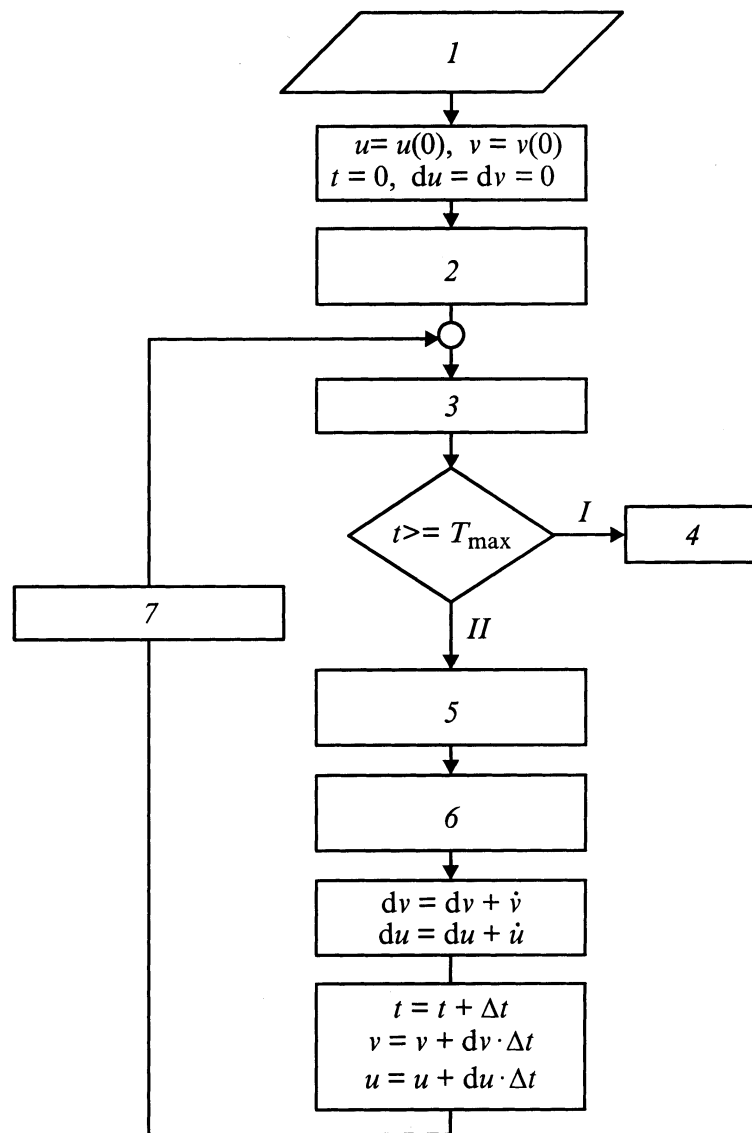 1
u= u(0), v = v(0)
t = 0, du = dv = 0
2
3
t>= T_max
I
4
7
II
5
6
dv = dv + v̇
du = du + u̇
t = t + Δt
v = v + dv · Δt
u = u + du · Δt